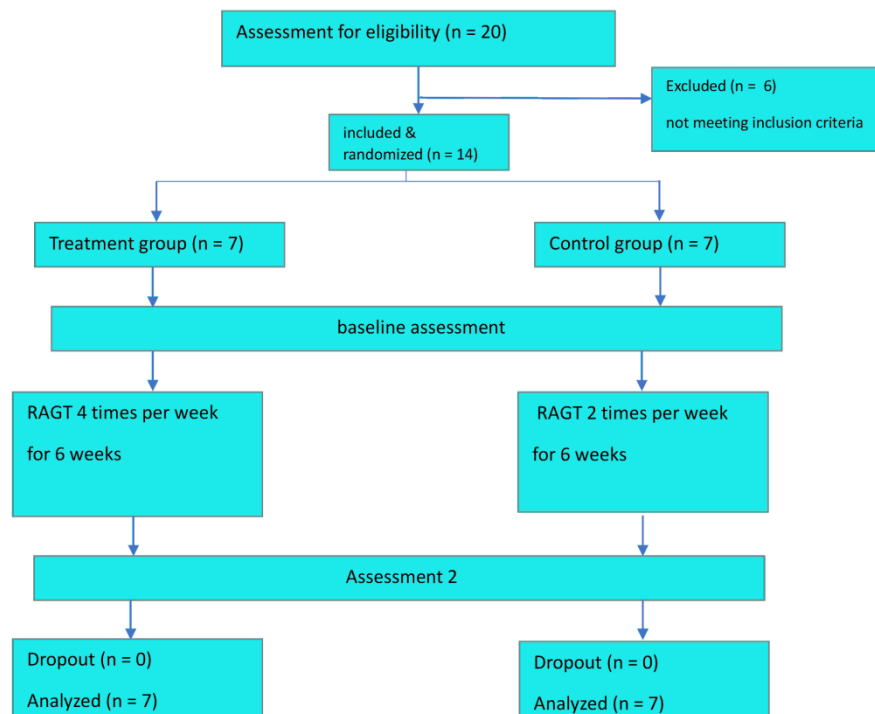 Assessment for eligibility (n = 20)
Excluded (n = 6)
not meeting inclusion criteria
included &
randomized (n = 14)
Treatment group (n = 7)
Control group (n = 7)
baseline assessment
RAGT 4 times per week
for 6 weeks
RAGT 2 times per week
for 6 weeks
Assessment 2
Dropout (n = 0)
Analyzed (n = 7)
Dropout (n = 0)
Analyzed (n = 7)